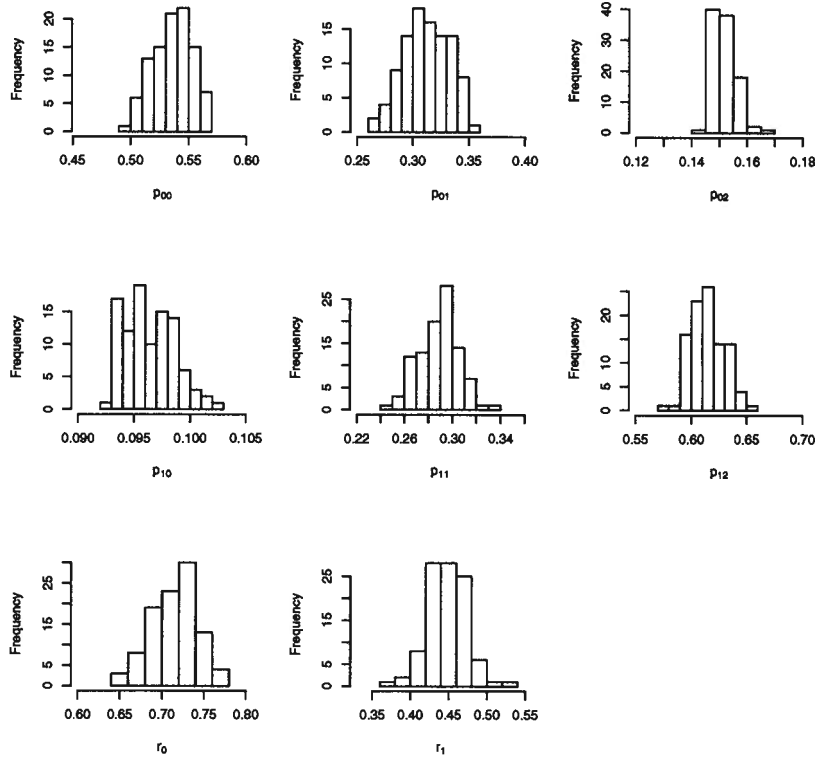 Frequency
0 5 10 15 20
0.45 0.50 0.55 0.60
p00
Frequency
0 5 10 15
0.25 0.30 0.35 0.40
p01
Frequency
0 10 20 30 40
0.12 0.14 0.16 0.18
p02
Frequency
0 5 10 15
0.090 0.095 0.100 0.105
p10
Frequency
0 5 15 25
0.22 0.26 0.30 0.34
p11
Frequency
0 5 10 20
0.55 0.60 0.65 0.70
p12
Frequency
0 5 15 25
0.60 0.65 0.70 0.75 0.80
r0
Frequency
0 5 15 25
0.35 0.40 0.45 0.50 0.55
r1